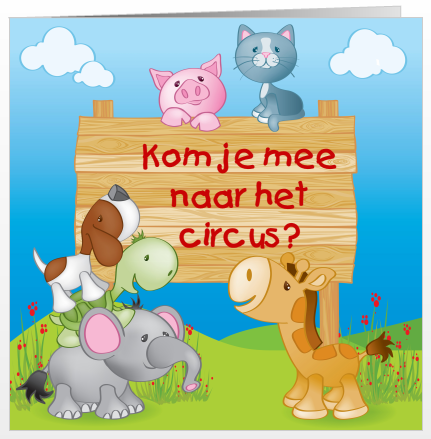 Kom je mee
naar het
circus?